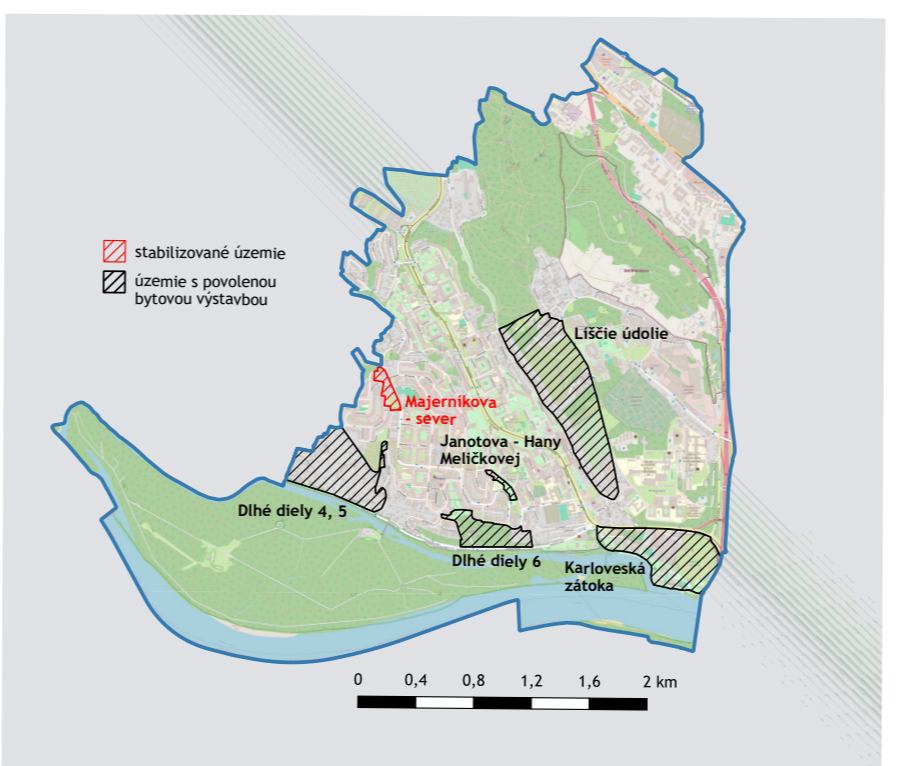 stabilizované územie
územie s povolenou
bytovou výstavbou
Líščie údolie
Majerníkova
- sever
Janotova - Hany
Meličkovej
Dlhé diely 4, 5
Dlhé diely 6
Karloveská
zátoka
0 0,4 0,8 1,2 1,6 2 km